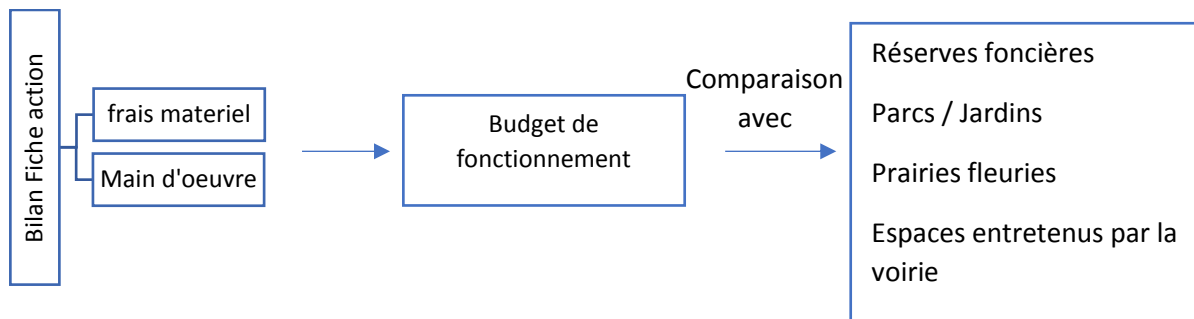 Bilan Fiche action
frais materiel
Main d'oeuvre
Budget de
fonctionnement
Comparaison
avec
Réserves foncières
Parcs / Jardins
Prairies fleuries
Espaces entretenus par la
voirie